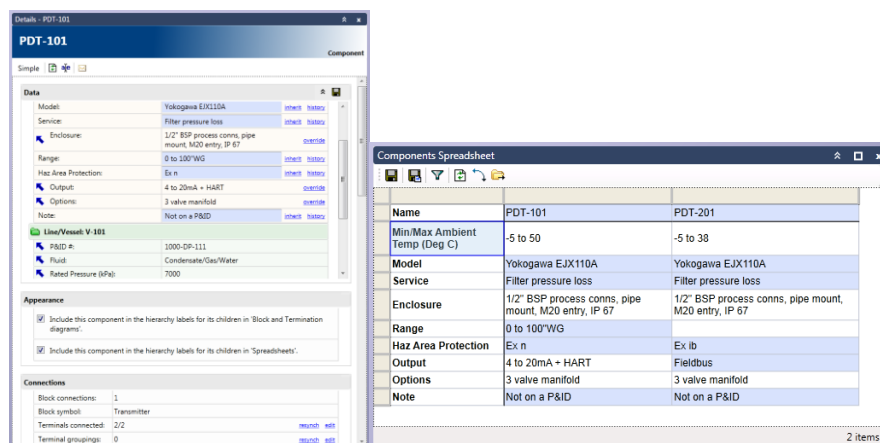 Details - PDT-101
PDT-101
Component
Simple
Data
Model: Yokogawa EJX110A inherit history
Service: Filter pressure loss inherit history
Enclosure: 1/2" BSP process conns, pipe
mount, M20 entry, IP 67 override
Range: 0 to 100"WG inherit history
Haz Area Protection: Ex n inherit history
Output: 4 to 20mA + HART override
Options: 3 valve manifold override
Note: Not on a P&ID inherit history
Line/Vessel: V-101
P&ID #: 1000-DP-111
Fluid: Condensate/Gas/Water
Rated Pressure (kPa): 7000
Appearance
Include this component in the hierarchy labels for its children in 'Block and Termination
diagrams'.
Include this component in the hierarchy labels for its children in 'Spreadsheets'.
Connections
Block connections: 1
Block symbol: Transmitter
Terminals connected: 2/2 resynch edit
Terminal groupings: 0 resynch edit
Components Spreadsheet
Name PDT-101 PDT-201
Min/Max Ambient
Temp (Deg C) -5 to 50 -5 to 38
Model Yokogawa EJX110A Yokogawa EJX110A
Service Filter pressure loss Filter pressure loss
Enclosure 1/2" BSP process conns, pipe 1/2" BSP process conns, pipe mount,
mount, M20 entry, IP 67 M20 entry, IP 67
Range 0 to 100"WG
Haz Area Protection Ex n Ex ib
Output 4 to 20mA + HART Fieldbus
Options 3 valve manifold 3 valve manifold
Note Not on a P&ID Not on a P&ID
2 items